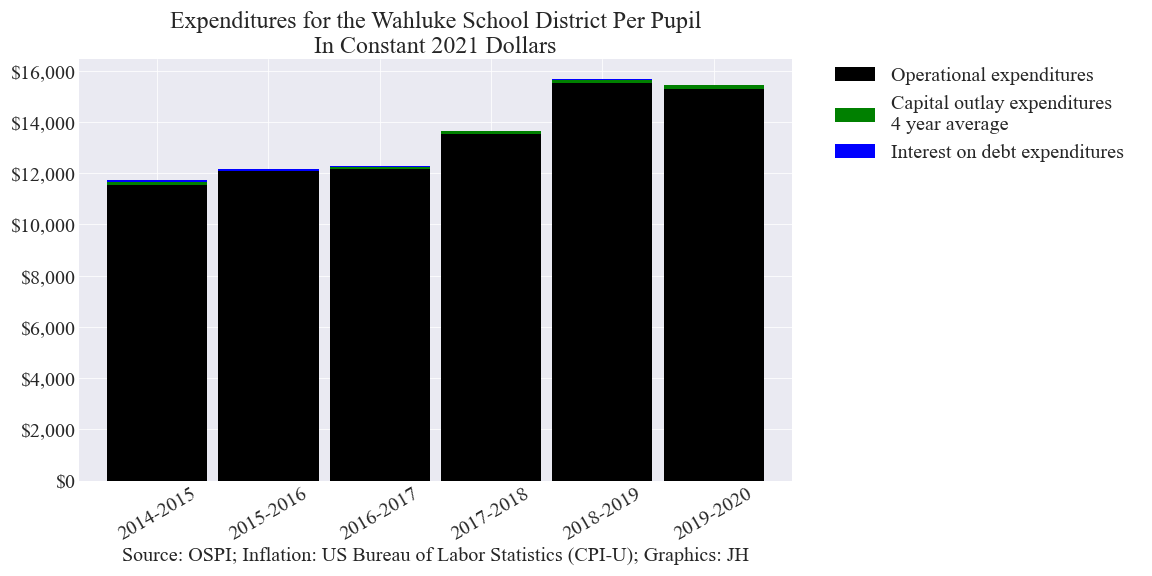 Expenditures for the Wahluke School District Per Pupil
In Constant 2021 Dollars
$16,000
$14,000
$12,000
$10,000
$8,000
$6,000
$4,000
$2,000
$0
Operational expenditures
Capital outlay expenditures
4 year average
Interest on debt expenditures
2014-2015
2015-2016
2016-2017
2017-2018
2018-2019
2019-2020
Source: OSPI; Inflation: US Bureau of Labor Statistics (CPI-U); Graphics: JH